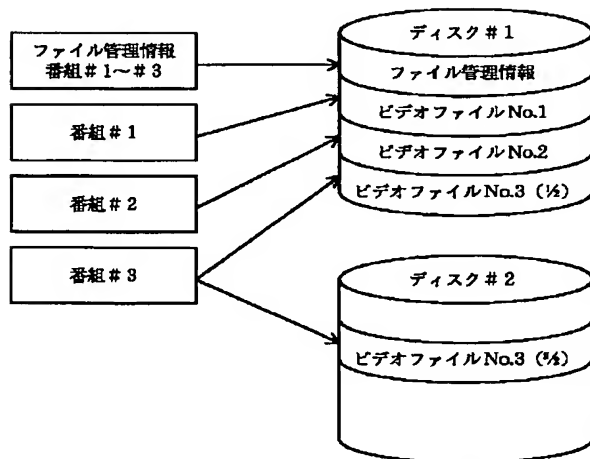 ファイル管理情報
番組＃1～＃3
番組＃1
番組＃2
番組＃3
ディスク＃1
ファイル管理情報
ビデオファイルNo.1
ビデオファイルNo.2
ビデオファイルNo.3（½）
ディスク＃2
ビデオファイルNo.3（2/2）